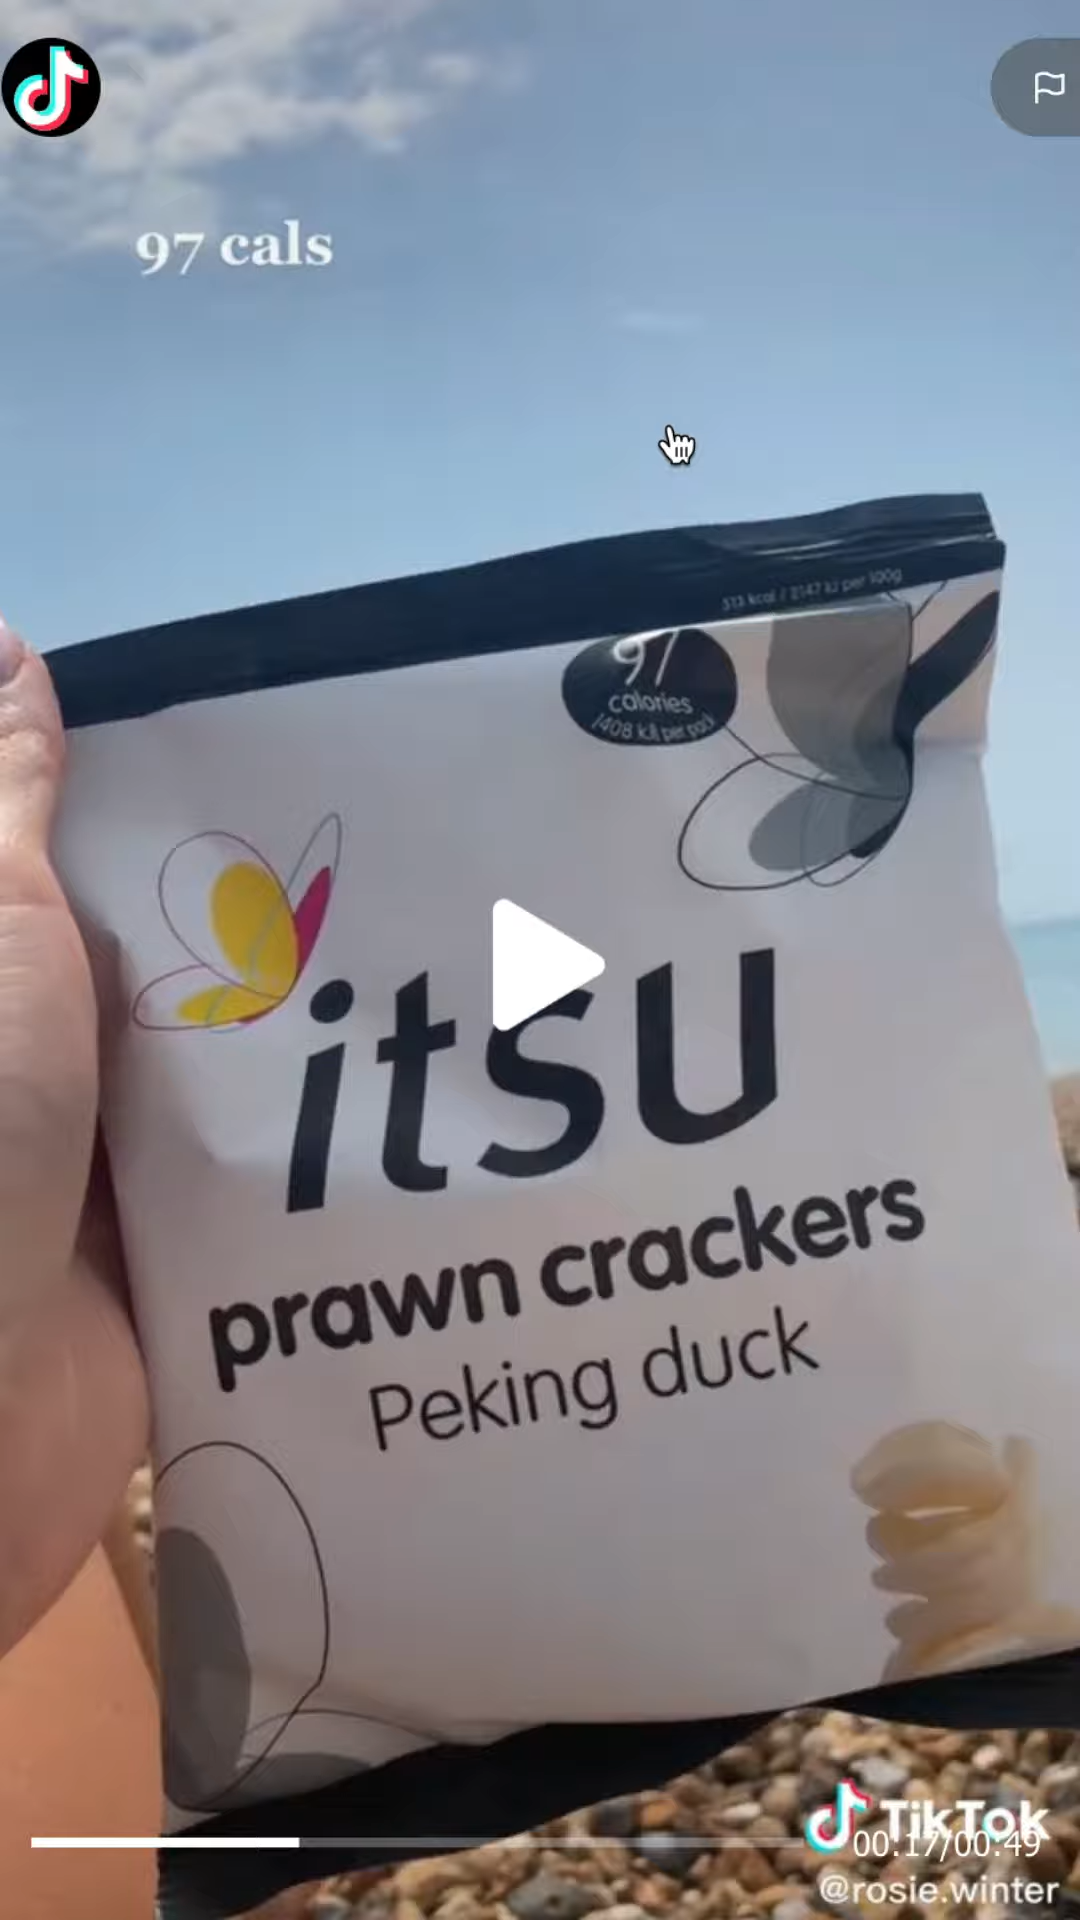 97 cals
513 kcal / 2147 kJ per 100g
97
calories
(408 kJ) per pack
itsu
prawn crackers
Peking duck
TikTok
00:17/00:49
@rosie.winter